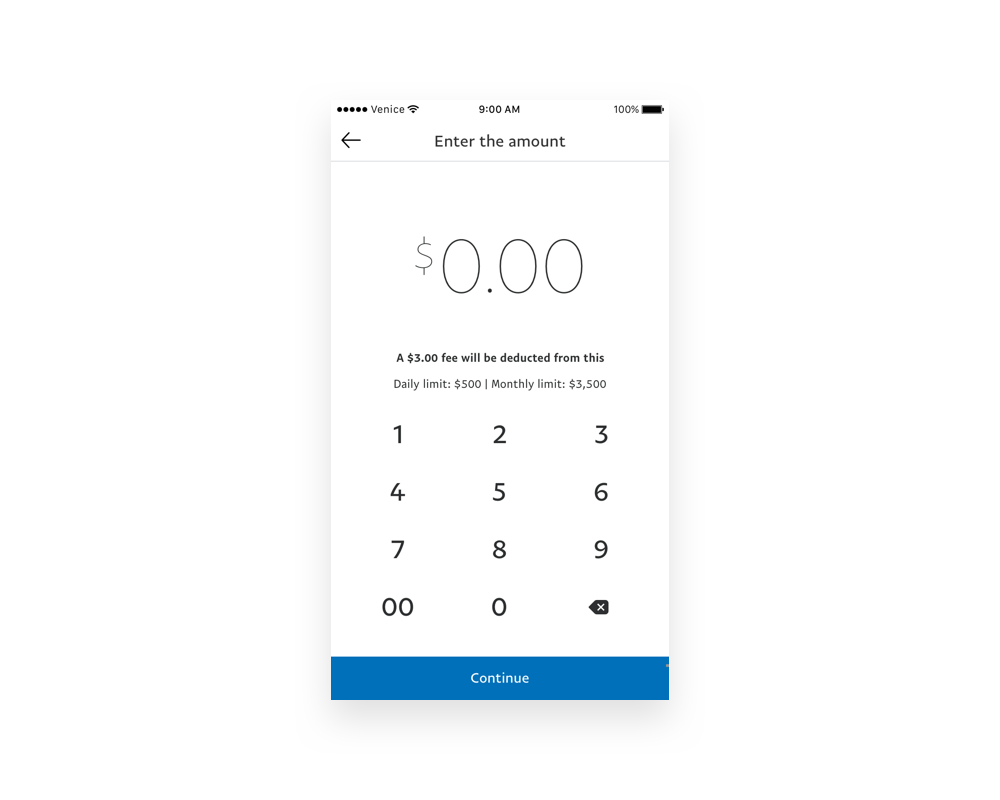 Venice 9:00 AM 100%
Enter the amount
$0.00
A $3.00 fee will be deducted from this
Daily limit: $500 | Monthly limit: $3,500
1 2 3
4 5 6
7 8 9
00 0
Continue